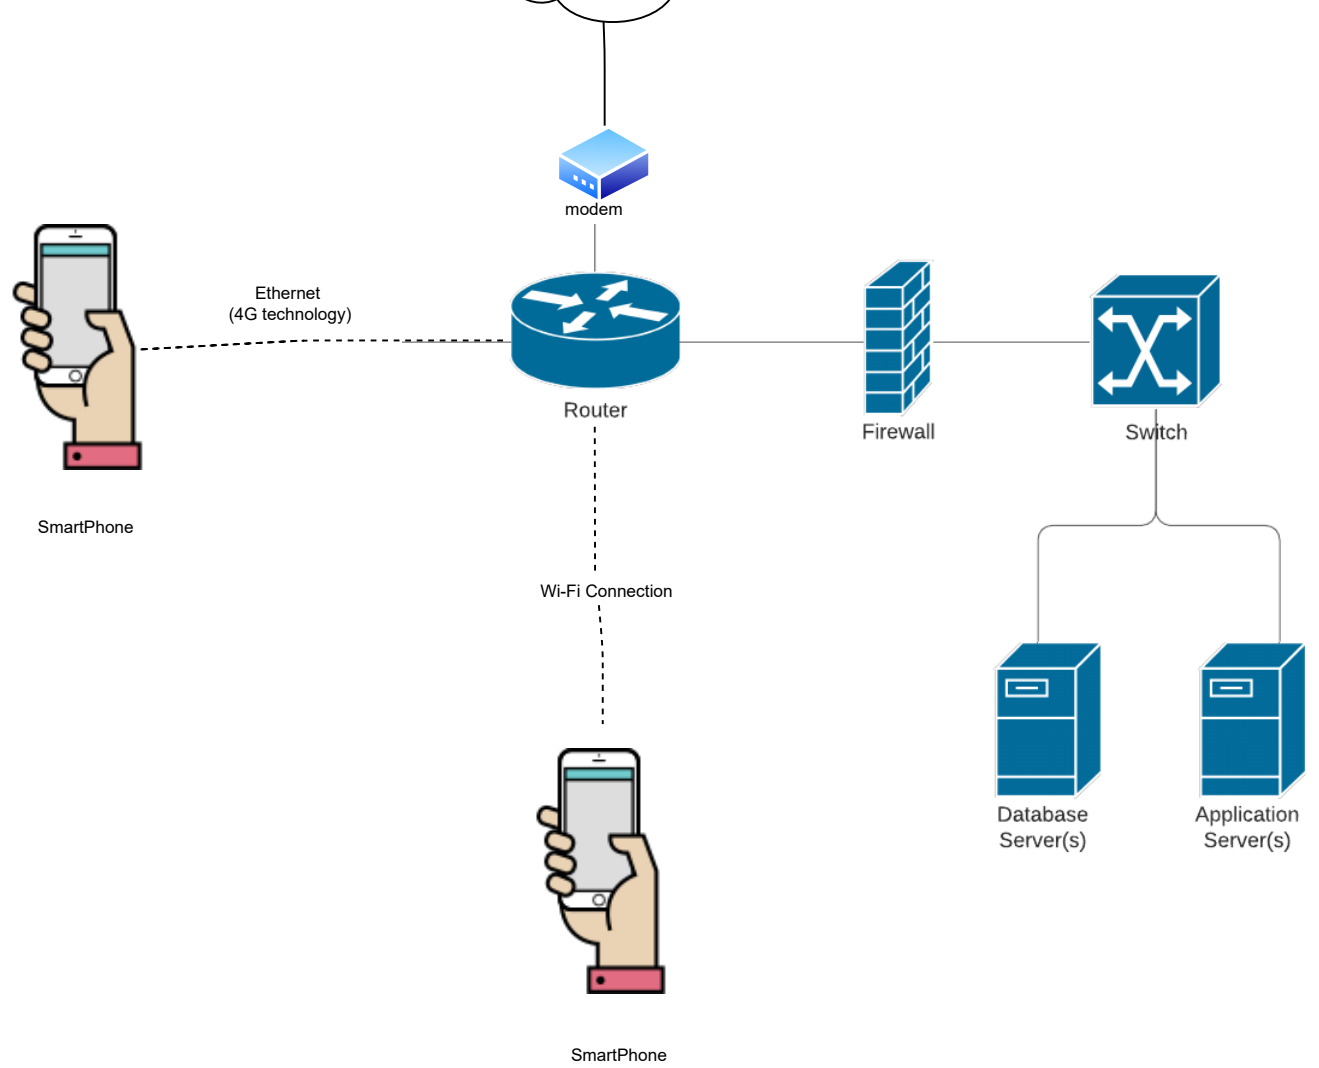 modem
Ethernet
(4G technology)
Router
Firewall
Switch
SmartPhone
Wi-Fi Connection
Database
Server(s)
Application
Server(s)
SmartPhone